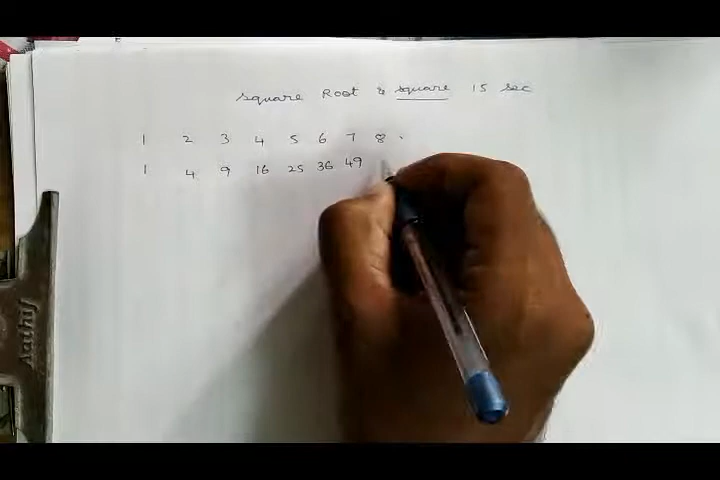 square Root & square 15 sec
1 2 3 4 5 6 7 8
1 4 9 16 25 36 49
Aathif